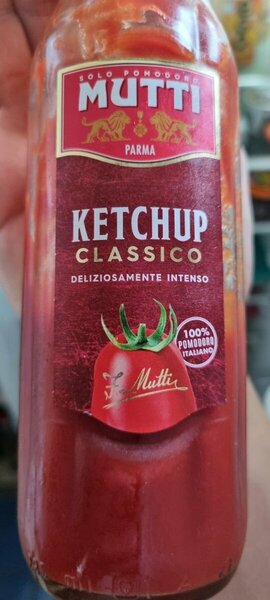 SOLO POMODORO
MUTTI
PARMA
KETCHUP
CLASSICO
DELIZIOSAMENTE INTENSO
100%
POMODORO
ITALIANO
Mutti